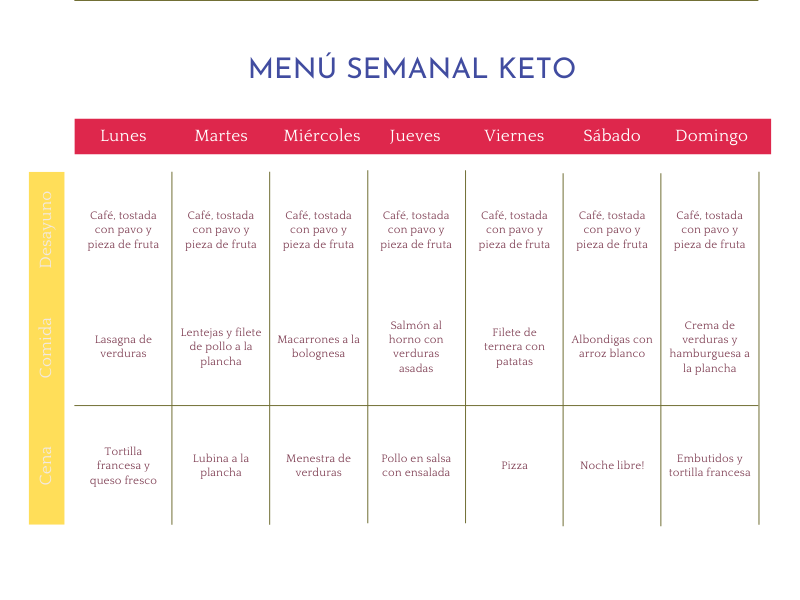 MENÚ SEMANAL KETO
Lunes Martes Miércoles Jueves Viernes Sábado Domingo
Desayuno
Café, tostada
con pavo y
pieza de fruta
Café, tostada
con pavo y
pieza de fruta
Café, tostada
con pavo y
pieza de fruta
Café, tostada
con pavo y
pieza de fruta
Café, tostada
con pavo y
pieza de fruta
Café, tostada
con pavo y
pieza de fruta
Café, tostada
con pavo y
pieza de fruta
Comida
Lasagna de
verduras
Lentejas y filete
de pollo a la
plancha
Macarrones a la
bolognesa
Salmón al
horno con
verduras
asadas
Filete de
ternera con
patatas
Albondigas con
arroz blanco
Crema de
verduras y
hamburguesa a
la plancha
Cena
Tortilla
francesa y
queso fresco
Lubina a la
plancha
Menestra de
verduras
Pollo en salsa
con ensalada
Pizza
Noche libre!
Embutidos y
tortilla francesa